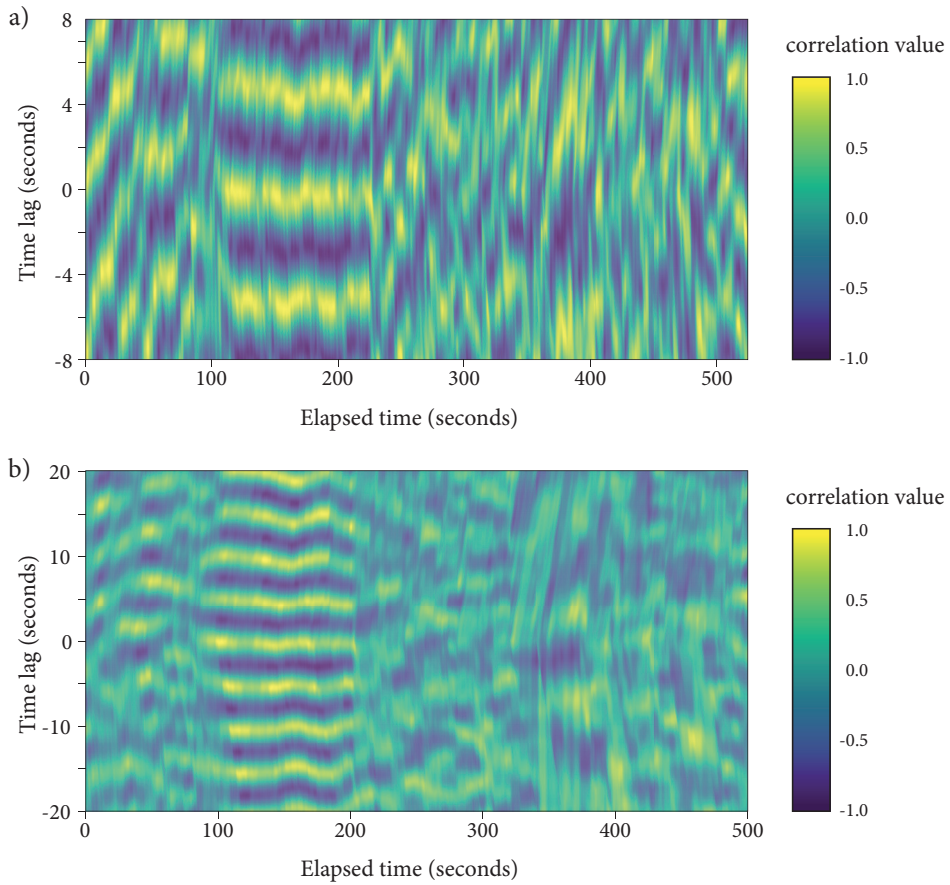 a)
correlation value
8
4
0
-4
-8
Time lag (seconds)
0 100 200 300 400 500
Elapsed time (seconds)
1.0
0.5
0.0
-0.5
-1.0
b)
correlation value
20
10
0
-10
-20
Time lag (seconds)
0 100 200 300 400 500
Elapsed time (seconds)
1.0
0.5
0.0
-0.5
-1.0